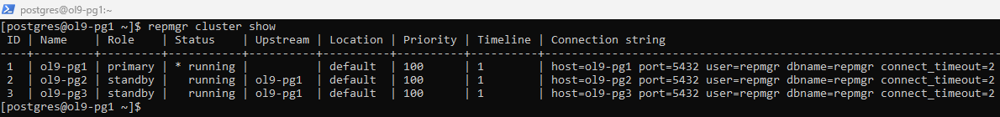 postgres@ol9-pg1:~
[postgres@ol9-pg1 ~]$ repmgr cluster show
 ID | Name    | Role    | Status    | Upstream | Location | Priority | Timeline | Connection string
----+---------+---------+-----------+----------+----------+----------+----------+----------------------------------------------------------------
 1  | ol9-pg1 | primary | * running |          | default  | 100      | 1        | host=ol9-pg1 port=5432 user=repmgr dbname=repmgr connect_timeout=2
 2  | ol9-pg2 | standby |   running | ol9-pg1  | default  | 100      | 1        | host=ol9-pg2 port=5432 user=repmgr dbname=repmgr connect_timeout=2
 3  | ol9-pg3 | standby |   running | ol9-pg1  | default  | 100      | 1        | host=ol9-pg3 port=5432 user=repmgr dbname=repmgr connect_timeout=2
[postgres@ol9-pg1 ~]$